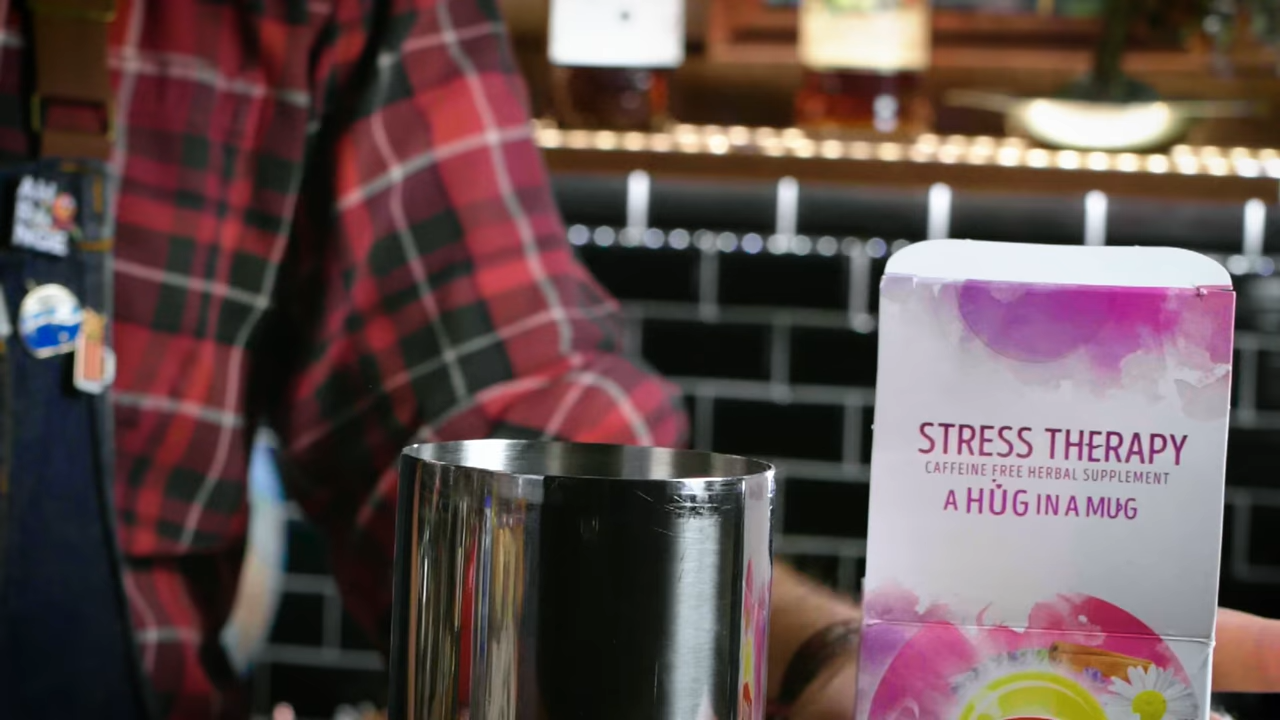 STRESS THERAPY
CAFFEINE FREE HERBAL SUPPLEMENT
A HUG IN A MUG